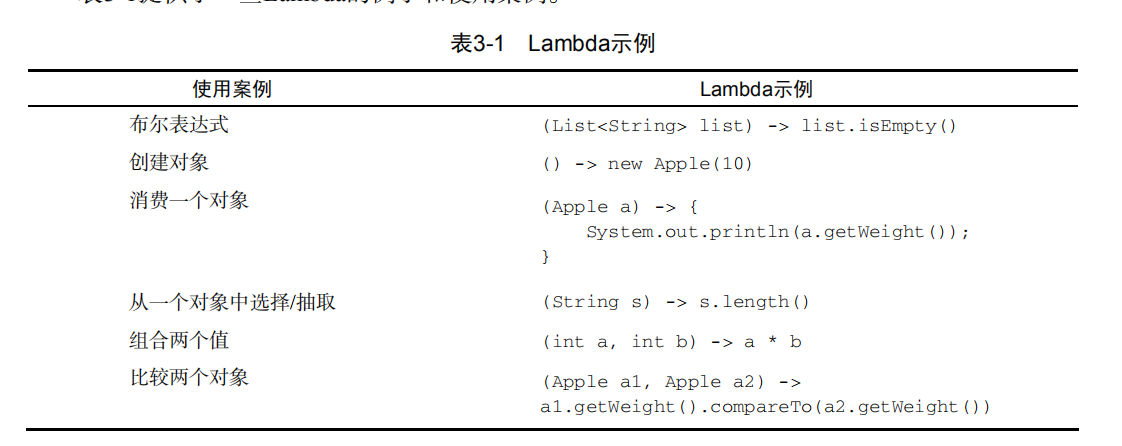 表3-1 Lambda示例
使用案例 Lambda示例
布尔表达式 (List<String> list) -> list.isEmpty()
创建对象 () -> new Apple(10)
消费一个对象 (Apple a) -> {
System.out.println(a.getWeight());
}
从一个对象中选择/抽取 (String s) -> s.length()
组合两个值 (int a, int b) -> a * b
比较两个对象 (Apple a1, Apple a2) ->
a1.getWeight().compareTo(a2.getWeight())